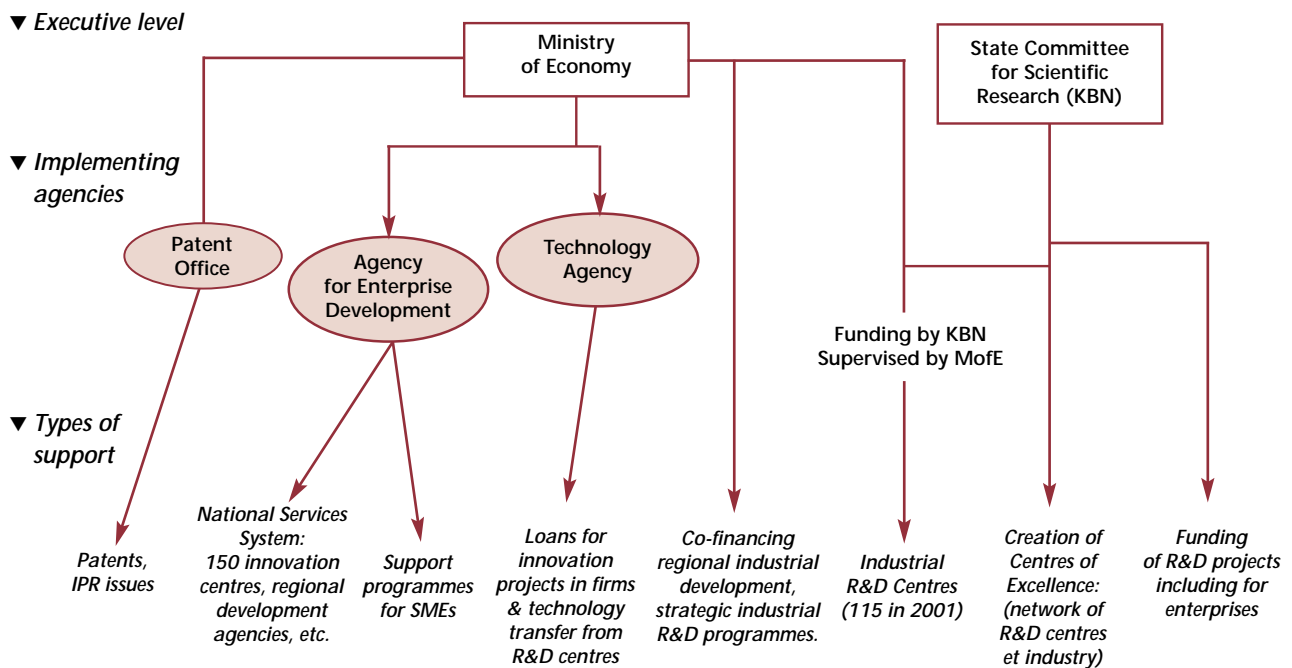 ▼ Executive level
Ministry
of Economy
State Committee
for Scientific
Research (KBN)
▼ Implementing
agencies
Patent
Office
Agency
for Enterprise
Development
Technology
Agency
Funding by KBN
Supervised by MofE
▼ Types of
support
Patents,
IPR issues
National Services
System:
150 innovation
centres, regional
development
agencies, etc.
Support
programmes
for SMEs
Loans for
innovation
projects in firms
& technology
transfer from
R&D centres
Co-financing
regional industrial
development,
strategic industrial
R&D programmes.
Industrial
R&D Centres
(115 in 2001)
Creation of
Centres of
Excellence:
(network of
R&D centres
et industry)
Funding
of R&D projects
including for
enterprises